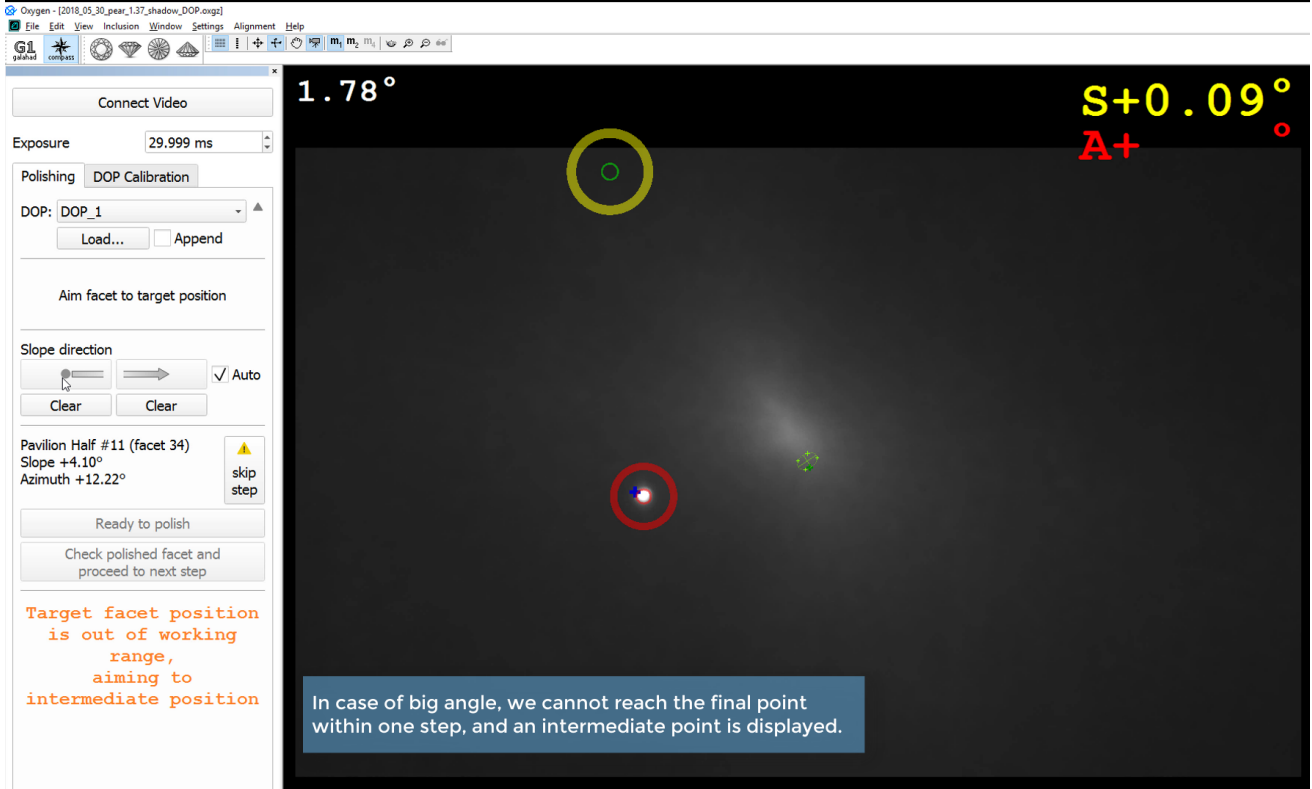 Oxygen - [2018_05_30_pear_1.37_shadow_DOP.oxgz]
File Edit View Inclusion Window Settings Alignment Help
G1 galahad
compass
m1 m2 m4
Connect Video
Exposure 29.999 ms
Polishing DOP Calibration
DOP: DOP_1
Load... Append
Aim facet to target position
Slope direction
Auto
Clear Clear
Pavilion Half #11 (facet 34)
Slope +4.10º
Azimuth +12.22º
skip
step
Ready to polish
Check polished facet and
proceed to next step
Target facet position
is out of working
range,
aiming to
intermediate position
1.78°
S+0.09°
A+ °
In case of big angle, we cannot reach the final point
within one step, and an intermediate point is displayed.